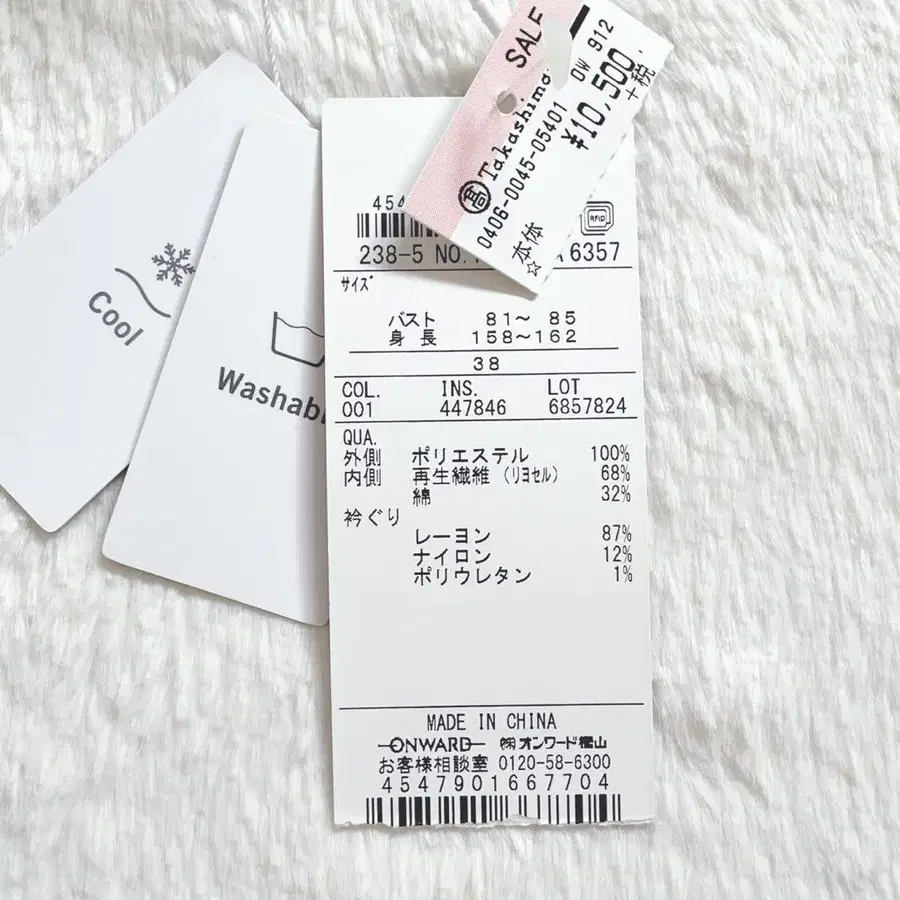 SALE
Takashima
0406-0045-05401
OW 912
¥10,500
+税
本体
☆
Cool
Washab
454
RFID
238-5 NO.
6357
サイズ
バスト 81～ 85
身長 158～162
38
COL. INS. LOT
001 447846 6857824
QUA.
外側 ポリエステル 100%
内側 再生繊維 (リヨセル) 68%
綿 32%
衿ぐり
レーヨン 87%
ナイロン 12%
ポリウレタン 1%
MADE IN CHINA
ONWARD ㈱オンワード樫山
お客様相談室 0120-58-6300
4547901667704